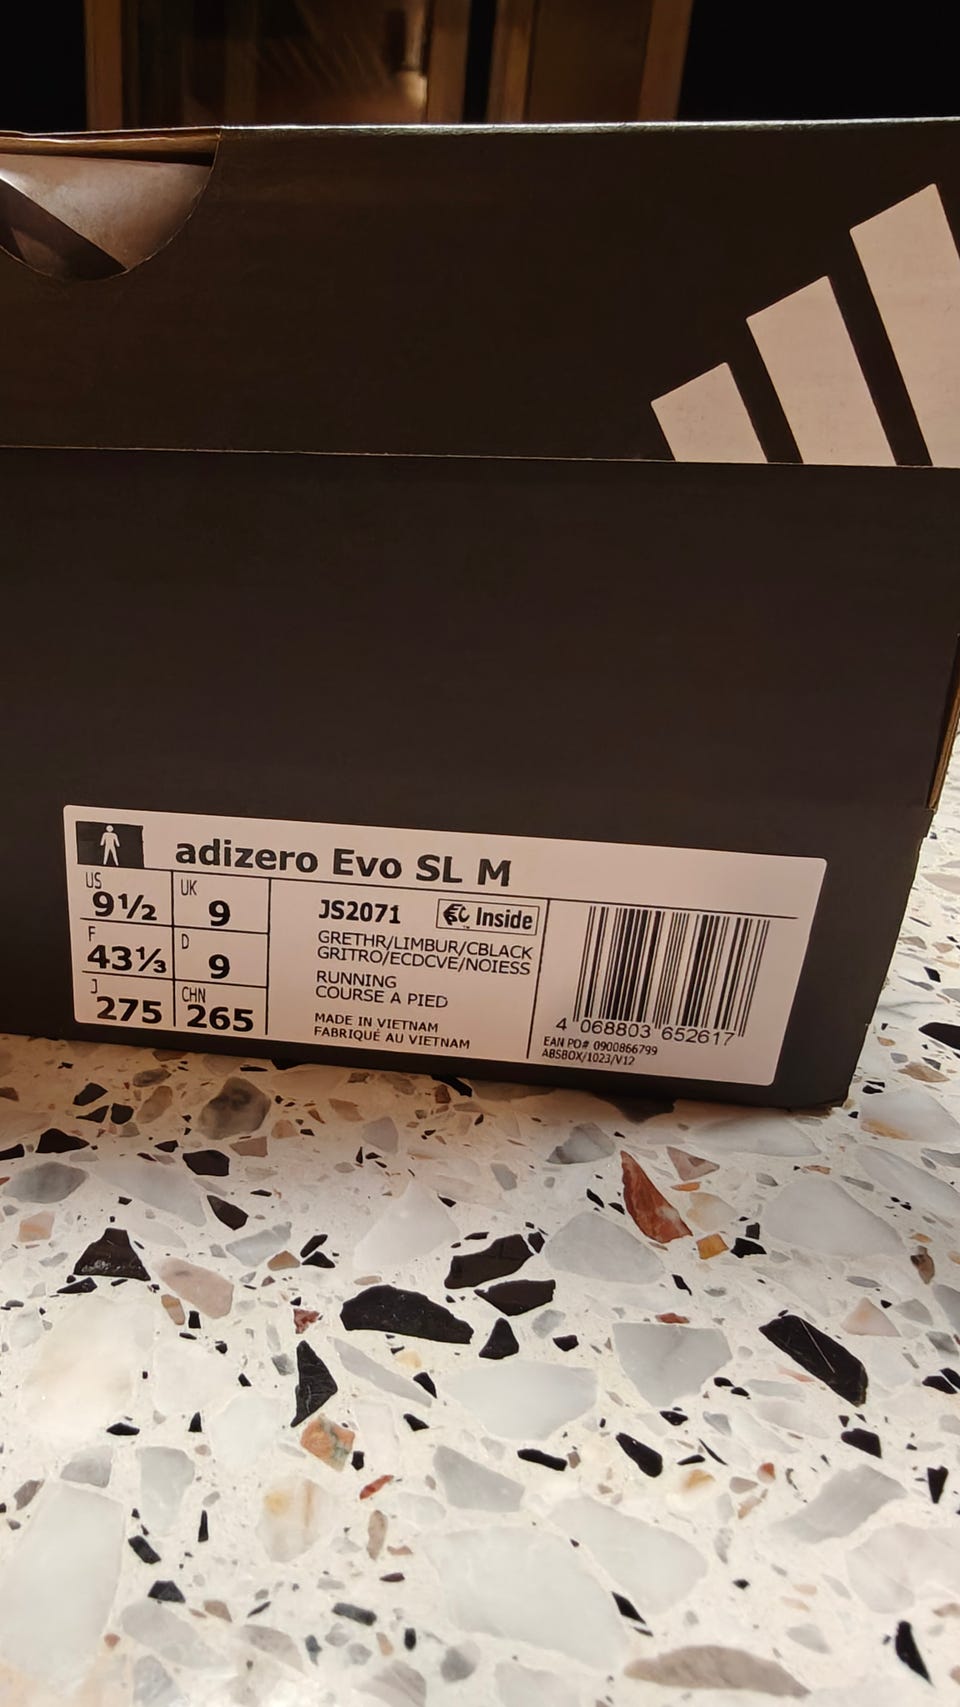 adizero Evo SL M
US 9½ UK 9
F 43⅓ D 9
J 275 CHN 265
JS2071 Inside
GRETHR/LIMBUR/CBLACK
GRITRO/ECDCVE/NOIESS
RUNNING
COURSE A PIED
MADE IN VIETNAM
FABRIQUÉ AU VIETNAM
4 068803 652617
EAN PO# 0900866799
ABSBOX/1023/V12